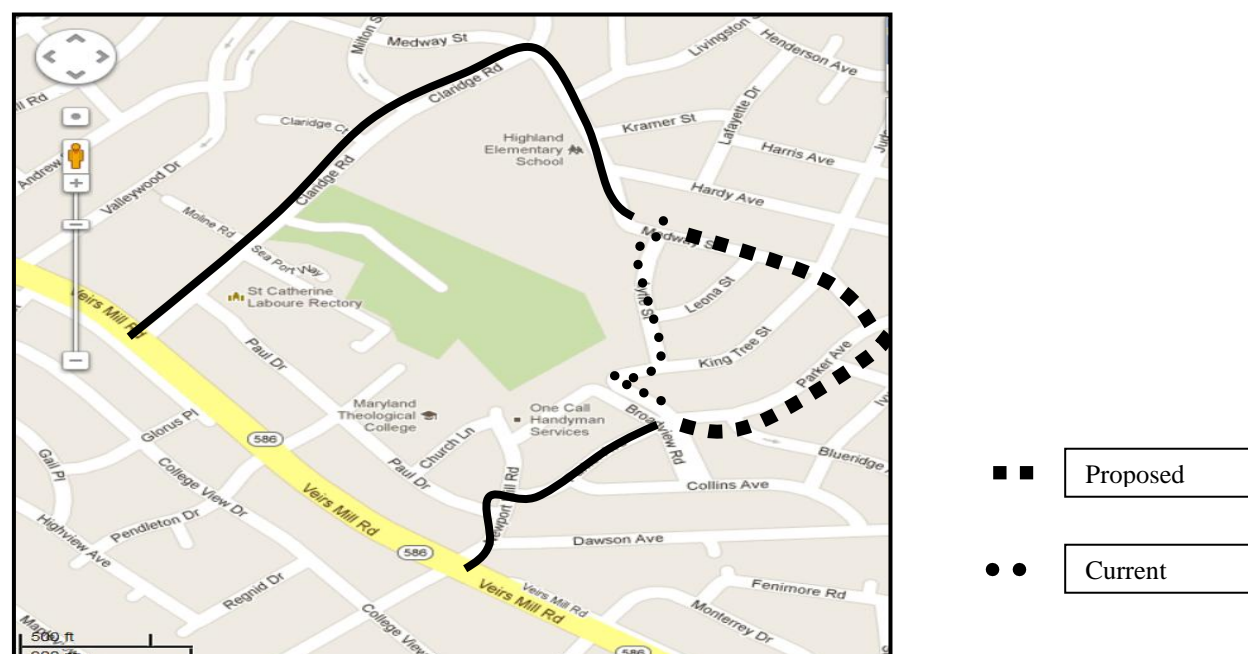 Milton S
Medway St
Livingston S
Henderson Ave
Claridge Rd
ill Rd
Claridge Ct
Kramer St
Lafayette Dr
Jud
Highland
Elementary
School
Harris Ave
Andrew
Claridge Rd
Valleywood Dr
Hardy Ave
Moline Rd
Medway S
Sea Port Way
St Catherine
Laboure Rectory
Leona St
Veirs Mill Rd
King Tree St
Paul Dr
Parker Ave
Maryland
Theological
College
One Call
Handyman
Services
Iv
Glorus Pl
586
Church Ln
Blueridge A
Gail Pl
College View Dr
Paul Dr
Collins Ave
Proposed
Veirs Mill Rd
Pendleton Dr
Highview Ave
586
Dawson Ave
Current
Regnid Dr
Veirs Mill Rd
Veirs Mill Rd
Fenimore Rd
College View
Monterrey Dr
500 ft
586